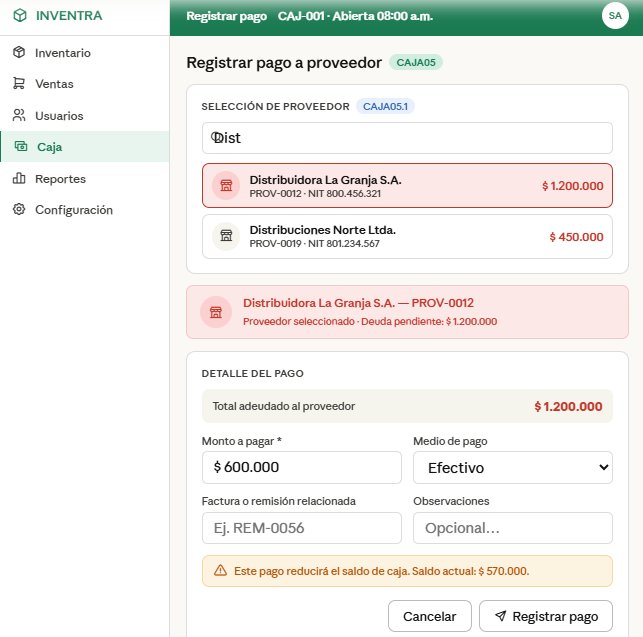 INVENTRA
Registrar pago CAJ-001 · Abierta 08:00 a.m.
SA
Inventario
Ventas
Usuarios
Caja
Reportes
Configuración
Registrar pago a proveedor CAJA05
SELECCIÓN DE PROVEEDOR CAJA05.1
Dist
Distribuidora La Granja S.A.
PROV-0012 · NIT 800.456.321
$ 1.200.000
Distribuciones Norte Ltda.
PROV-0019 · NIT 801.234.567
$ 450.000
Distribuidora La Granja S.A. — PROV-0012
Proveedor seleccionado · Deuda pendiente: $ 1.200.000
DETALLE DEL PAGO
Total adeudado al proveedor $ 1.200.000
Monto a pagar * Medio de pago
$ 600.000 Efectivo
Factura o remisión relacionada Observaciones
Ej. REM-0056 Opcional...
Este pago reducirá el saldo de caja. Saldo actual: $ 570.000.
Cancelar Registrar pago